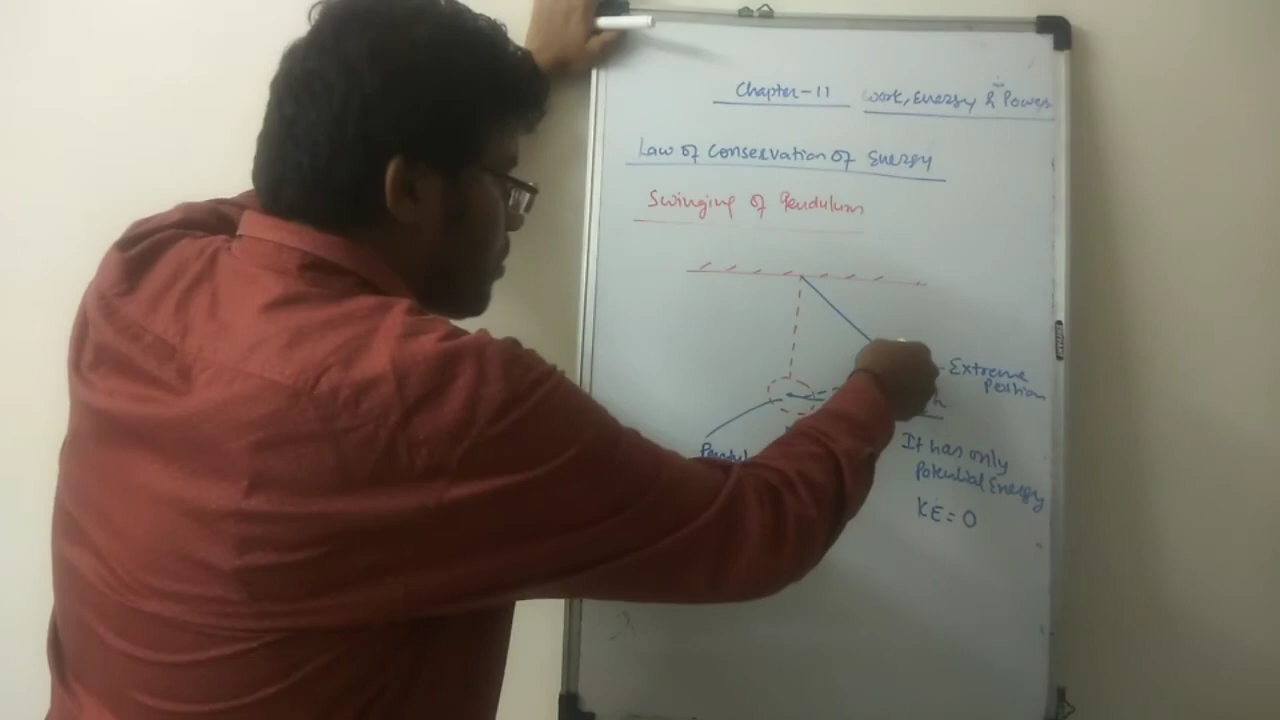 Chapter-11 Work, Energy & Power
Law of Conservation of Energy
Swinging of Pendulum
Extreme
Position
h
It has only
Potential Energy
KE = 0